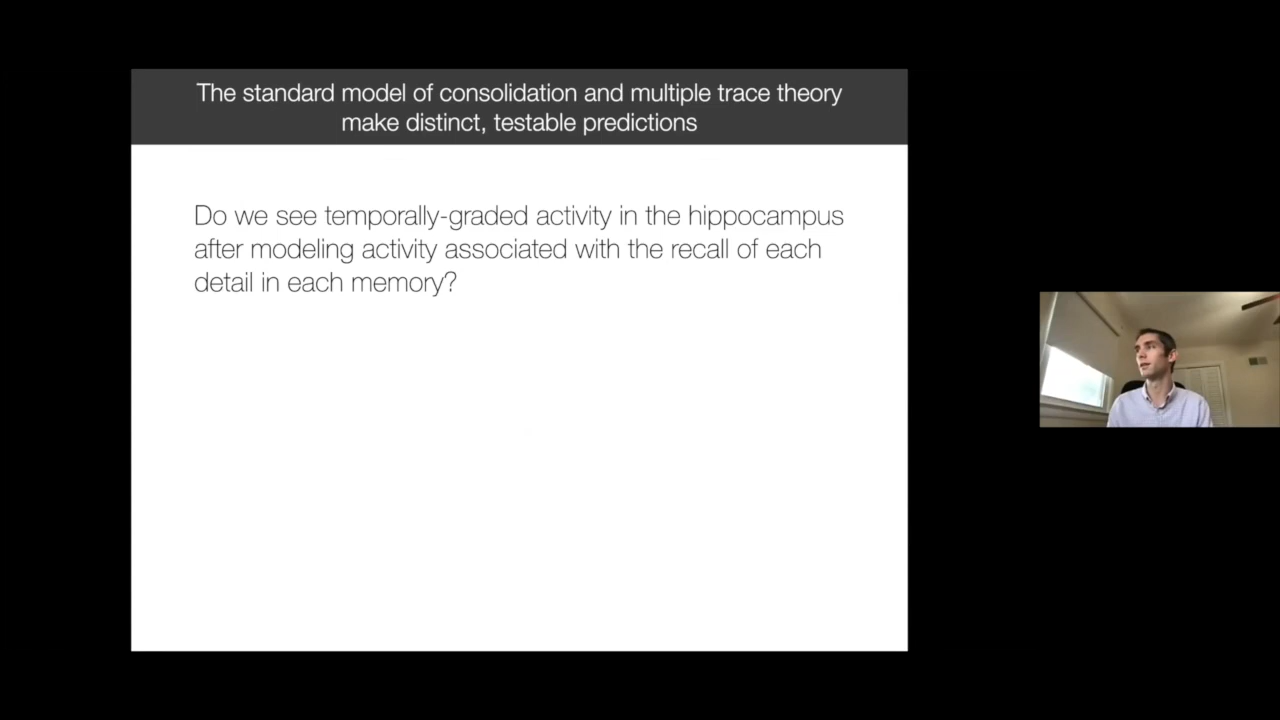 The standard model of consolidation and multiple trace theory
make distinct, testable predictions
Do we see temporally-graded activity in the hippocampus
after modeling activity associated with the recall of each
detail in each memory?